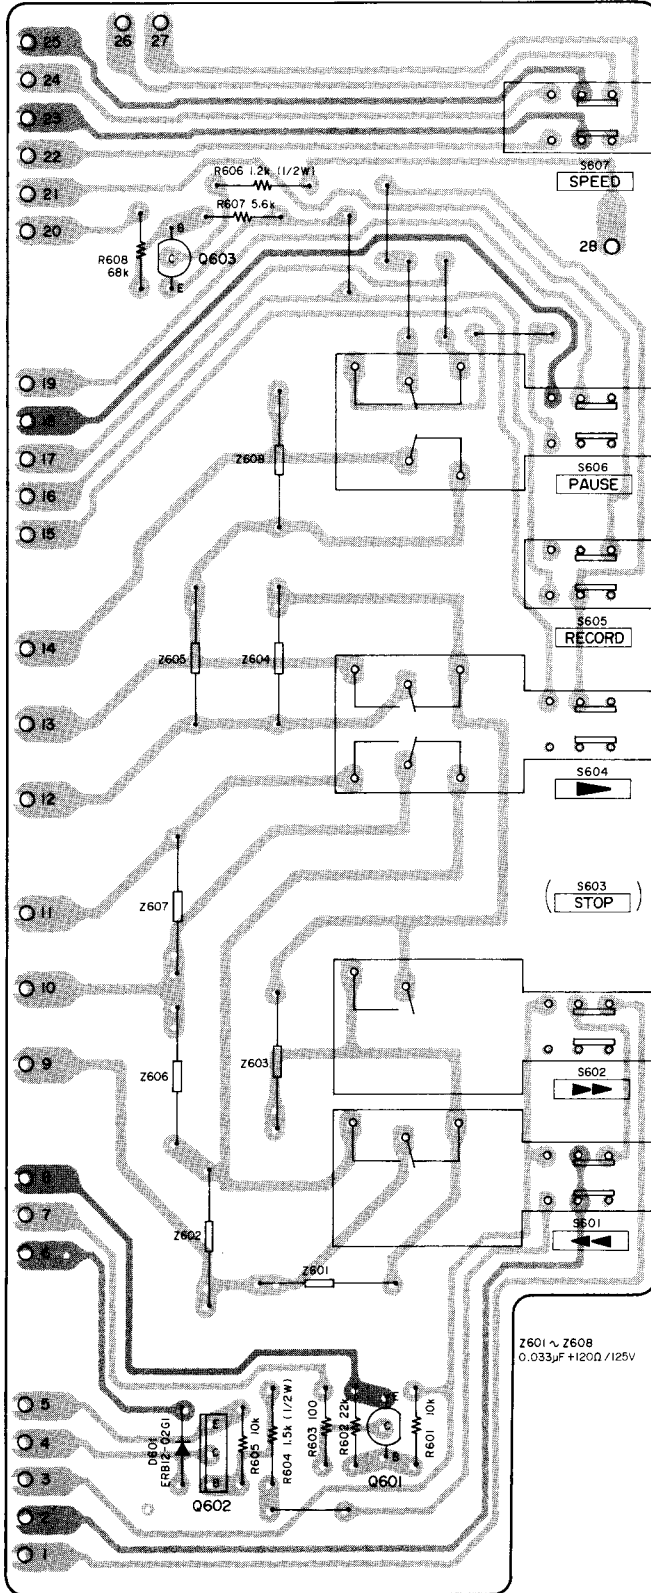 26 27
25
24
23
22
21
20
S607
SPEED
R606 1.2k (1/2W)
R607 5.6k
28
B
R608
68k
C
Q603
E
19
18
17
16
15
Z608
S606
PAUSE
S605
RECORD
14
Z605
Z604
13
12
S604
S603
( STOP )
11
Z607
10
9
Z606
Z603
S602
8
7
6
Z602
S601
Z601
Z601 ~ Z608
0.033µF +120Ω /125V
5
4
3
2
1
D601
ERB12-02G1
E
C
B
Q602
R605 10k
R604 1.5k (1/2W)
R603 100
R602 22k
E
C
B
Q601
R601 10k